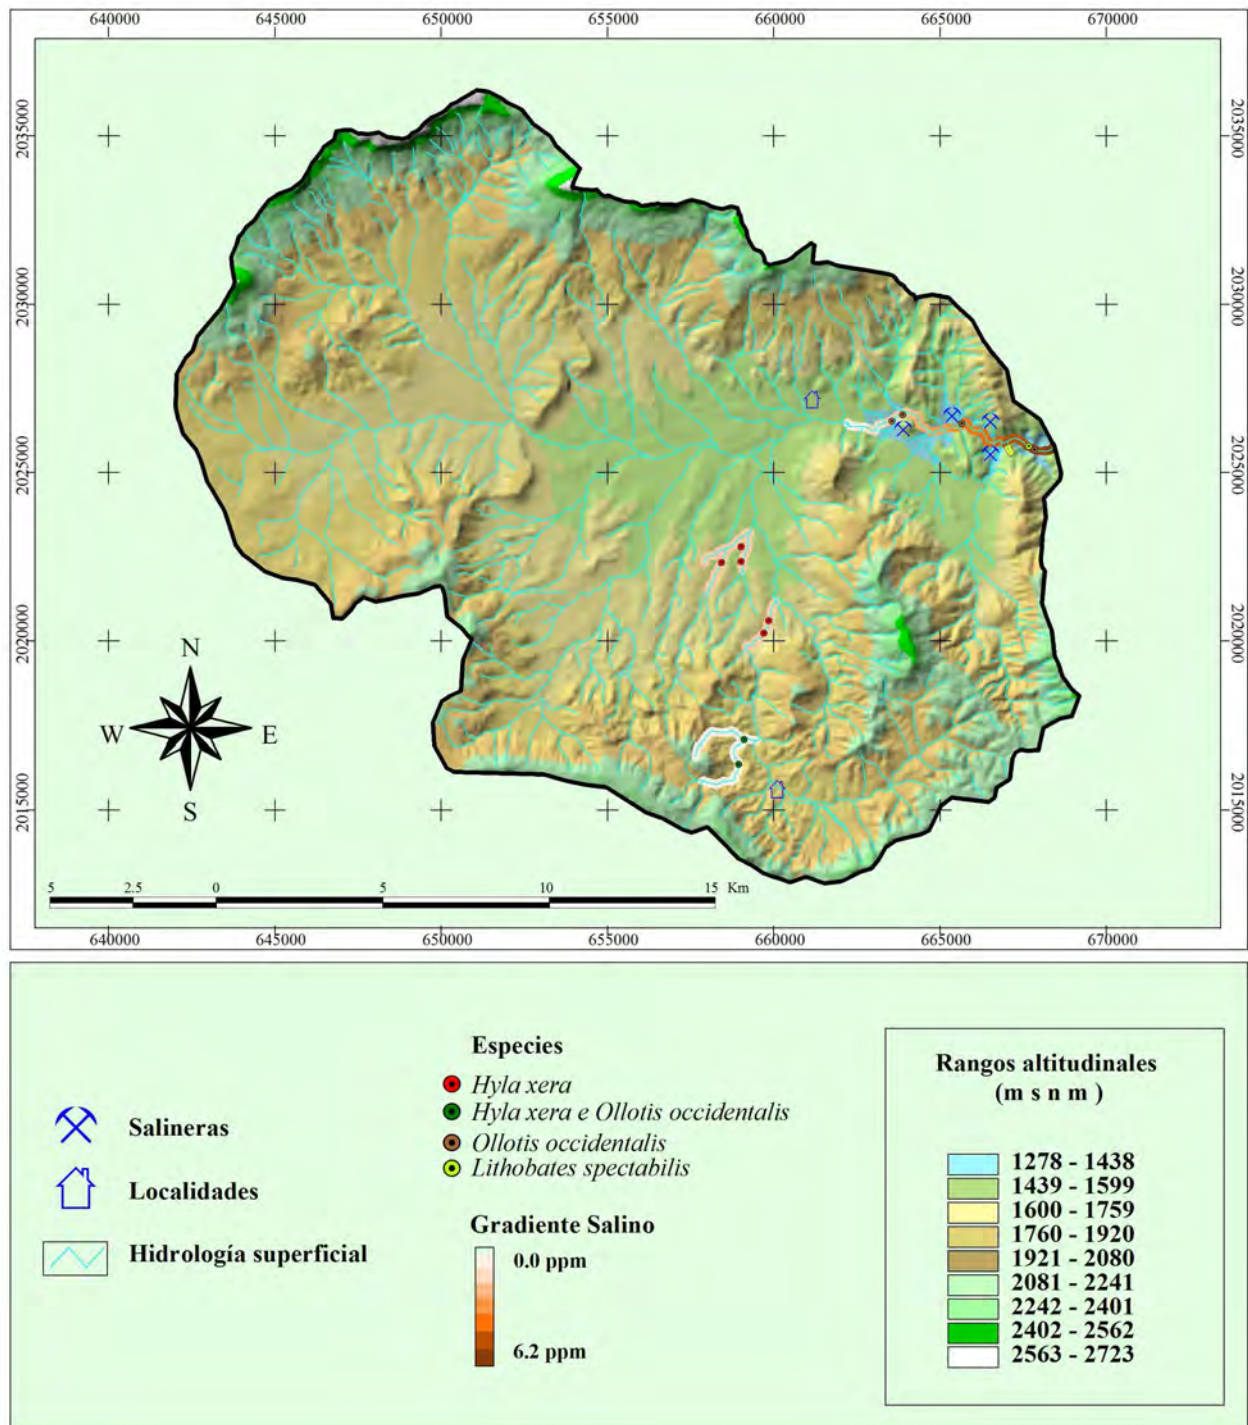 640000 645000 650000 655000 660000 665000 670000
2035000 2035000
2030000 2030000
2025000 2025000
2020000 2020000
2015000 2015000
N
W E
S
5 2.5 0 5 10 15 Km
640000 645000 650000 655000 660000 665000 670000
Salineras
Localidades
Hidrología superficial
Especies
Hyla xera
Hyla xera e Ollotis occidentalis
Ollotis occidentalis
Lithobates spectabilis
Gradiente Salino
0.0 ppm
6.2 ppm
Rangos altitudinales
(m s n m )
1278 - 1438
1439 - 1599
1600 - 1759
1760 - 1920
1921 - 2080
2081 - 2241
2242 - 2401
2402 - 2562
2563 - 2723